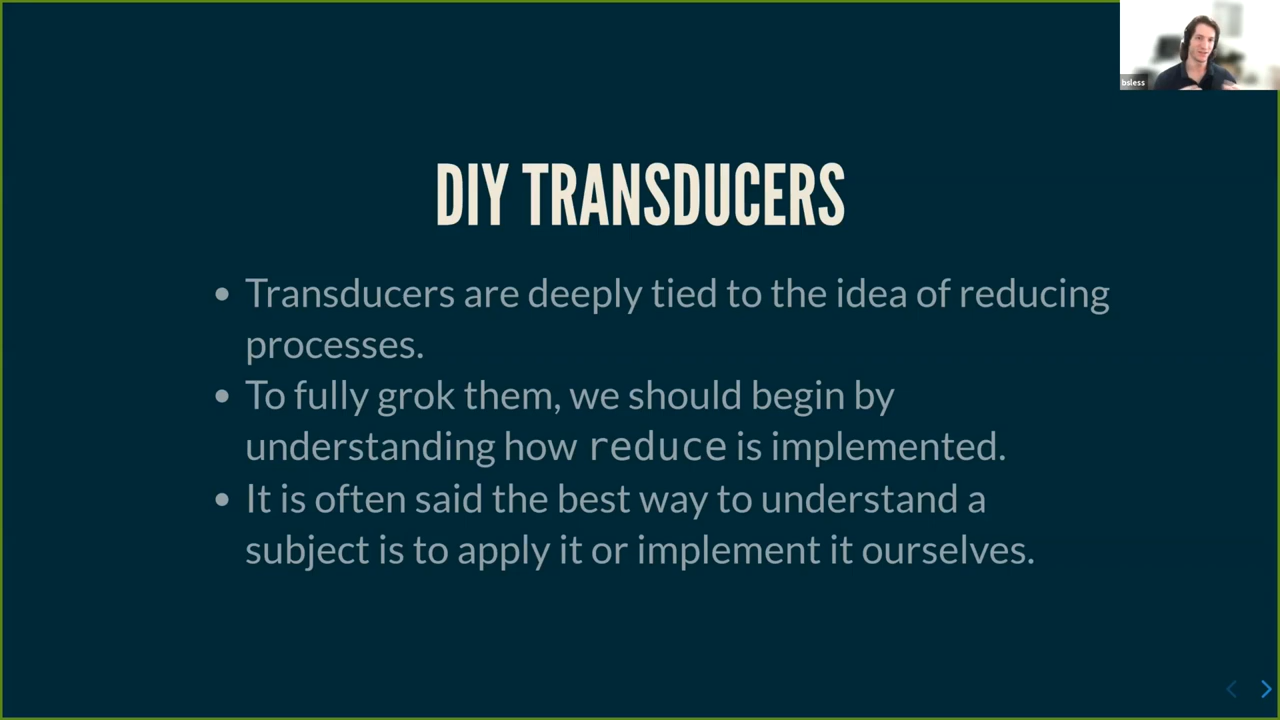 bsless
DIY TRANSDUCERS
• Transducers are deeply tied to the idea of reducing
processes.
• To fully grok them, we should begin by
understanding how reduce is implemented.
• It is often said the best way to understand a
subject is to apply it or implement it ourselves.